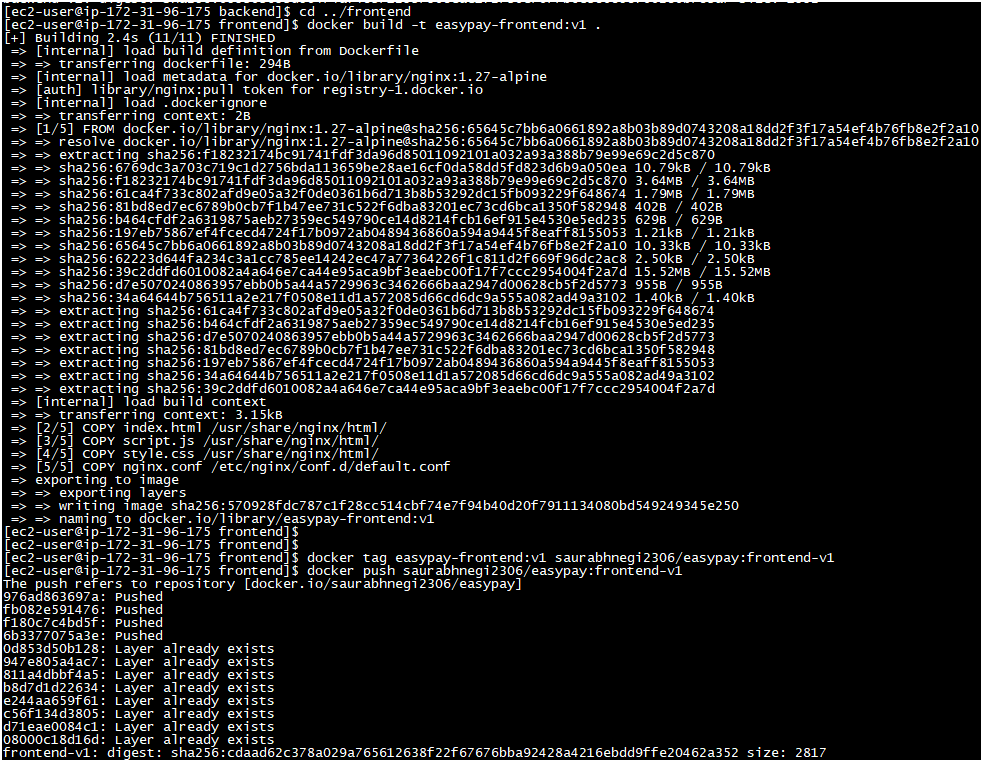 [ec2-user@ip-172-31-96-175 backend]$ cd ../frontend
[ec2-user@ip-172-31-96-175 frontend]$ docker build -t easypay-frontend:v1 .
[+] Building 2.4s (11/11) FINISHED
=> [internal] load build definition from Dockerfile
=> => transferring dockerfile: 294B
=> [internal] load metadata for docker.io/library/nginx:1.27-alpine
=> [auth] library/nginx:pull token for registry-1.docker.io
=> [internal] load .dockerignore
=> => transferring context: 2B
=> [1/5] FROM docker.io/library/nginx:1.27-alpine@sha256:65645c7bb6a0661892a8b03b89d0743208a18dd2f3f17a54ef4b76fb8e2f2a10
=> => resolve docker.io/library/nginx:1.27-alpine@sha256:65645c7bb6a0661892a8b03b89d0743208a18dd2f3f17a54ef4b76fb8e2f2a10
=> => extracting sha256:f18232174bc91741fdf3da96d85011092101a032a93a388b79e99e69c2d5c870
=> => sha256:6769dc3a703c719c1d2756bda113659be28ae16cf0da58dd5fd823d6b9a050ea 10.79kB / 10.79kB
=> => sha256:f18232174bc91741fdf3da96d85011092101a032a93a388b79e99e69c2d5c870 3.64MB / 3.64MB
=> => sha256:61ca4f733c802afd9e05a32f0de0361b6d713b8b53292dc15fb093229f648674 1.79MB / 1.79MB
=> => sha256:81bd8ed7ec6789b0cb7f1b47ee731c522f6dba83201ec73cd6bca1350f582948 402B / 402B
=> => sha256:b464cfdf2a6319875aeb27359ec549790ce14d8214fcb16ef915e4530e5ed235 629B / 629B
=> => sha256:197eb75867ef4fcecd4724f17b0972ab0489436860a594a9445f8eaff8155053 1.21kB / 1.21kB
=> => sha256:65645c7bb6a0661892a8b03b89d0743208a18dd2f3f17a54ef4b76fb8e2f2a10 10.33kB / 10.33kB
=> => sha256:62223d644fa234c3a1cc785ee14242ec47a77364226f1c811d2f669f96dc2ac8 2.50kB / 2.50kB
=> => sha256:39c2ddfd6010082a4a646e7ca44e95aca9bf3eaebc00f17f7ccc2954004f2a7d 15.52MB / 15.52MB
=> => sha256:d7e5070240863957ebb0b5a44a5729963c3462666baa2947d00628cb5f2d5773 955B / 955B
=> => sha256:34a64644b756511a2e217f0508e11d1a572085d66cd6dc9a555a082ad49a3102 1.40kB / 1.40kB
=> => extracting sha256:61ca4f733c802afd9e05a32f0de0361b6d713b8b53292dc15fb093229f648674
=> => extracting sha256:b464cfdf2a6319875aeb27359ec549790ce14d8214fcb16ef915e4530e5ed235
=> => extracting sha256:d7e5070240863957ebb0b5a44a5729963c3462666baa2947d00628cb5f2d5773
=> => extracting sha256:81bd8ed7ec6789b0cb7f1b47ee731c522f6dba83201ec73cd6bca1350f582948
=> => extracting sha256:197eb75867ef4fcecd4724f17b0972ab0489436860a594a9445f8eaff8155053
=> => extracting sha256:34a64644b756511a2e217f0508e11d1a572085d66cd6dc9a555a082ad49a3102
=> => extracting sha256:39c2ddfd6010082a4a646e7ca44e95aca9bf3eaebc00f17f7ccc2954004f2a7d
=> [internal] load build context
=> => transferring context: 3.15kB
=> [2/5] COPY index.html /usr/share/nginx/html/
=> [3/5] COPY script.js /usr/share/nginx/html/
=> [4/5] COPY style.css /usr/share/nginx/html/
=> [5/5] COPY nginx.conf /etc/nginx/conf.d/default.conf
=> exporting to image
=> => exporting layers
=> => writing image sha256:570928fdc787c1f28cc514cbf74e7f94b40d20f7911134080bd549249345e250
=> => naming to docker.io/library/easypay-frontend:v1
[ec2-user@ip-172-31-96-175 frontend]$
[ec2-user@ip-172-31-96-175 frontend]$
[ec2-user@ip-172-31-96-175 frontend]$ docker tag easypay-frontend:v1 saurabhnegi2306/easypay:frontend-v1
[ec2-user@ip-172-31-96-175 frontend]$ docker push saurabhnegi2306/easypay:frontend-v1
The push refers to repository [docker.io/saurabhnegi2306/easypay]
976ad863697a: Pushed
fb082e591476: Pushed
f180c7c4bd5f: Pushed
6b3377075a3e: Pushed
0d853d50b128: Layer already exists
947e805a4ac7: Layer already exists
811a4dbbf4a5: Layer already exists
b8d7d1d22634: Layer already exists
e244aa659f61: Layer already exists
c56f134d3805: Layer already exists
d71eae0084c1: Layer already exists
08000c18d16d: Layer already exists
frontend-v1: digest: sha256:cdaad62c378a029a765612638f22f67676bba92428a4216ebdd9ffe20462a352 size: 2817